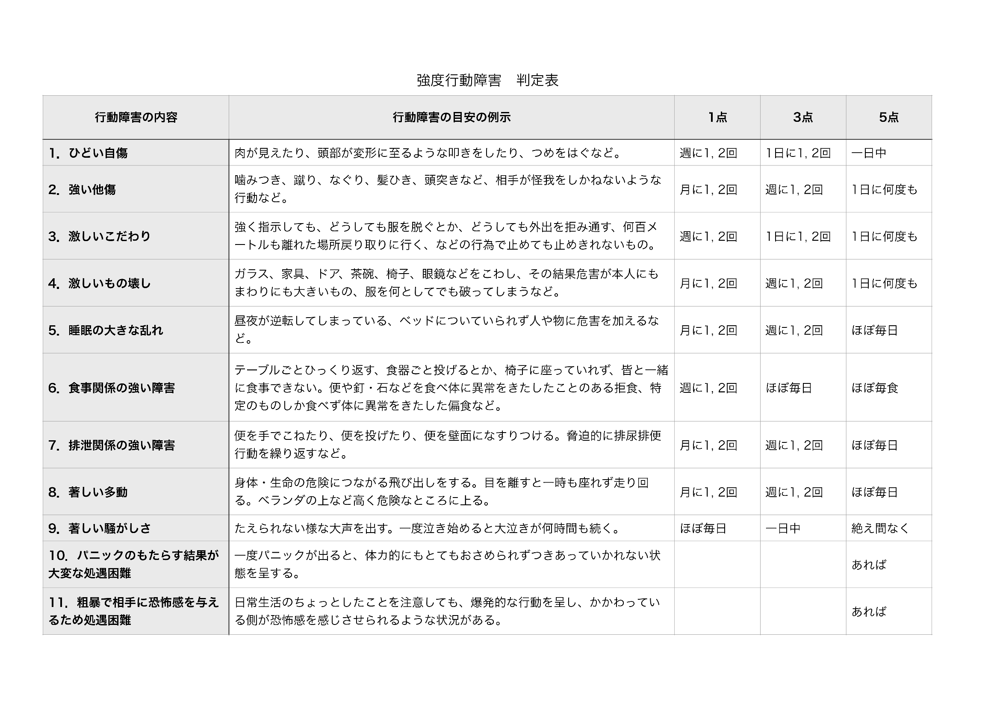 強度行動障害　判定表
行動障害の内容
行動障害の目安の例示
1点
3点
5点
1．ひどい自傷
肉が見えたり、頭部が変形に至るような叩きをしたり、つめをはぐなど。
週に1, 2回
1日に1, 2回
一日中
2．強い他傷
噛みつき、蹴り、なぐり、髪ひき、頭突きなど、相手が怪我をしかねないような
行動など。
月に1, 2回
週に1, 2回
1日に何度も
3．激しいこだわり
強く指示しても、どうしても服を脱ぐとか、どうしても外出を拒み通す、何百メ
ートルも離れた場所戻り取りに行く、などの行為で止めても止めきれないもの。
週に1, 2回
1日に1, 2回
1日に何度も
4．激しいもの壊し
ガラス、家具、ドア、茶碗、椅子、眼鏡などをこわし、その結果危害が本人にも
まわりにも大きいもの、服を何としてでも破ってしまうなど。
月に1, 2回
週に1, 2回
1日に何度も
5．睡眠の大きな乱れ
昼夜が逆転してしまっている、ベッドについていられず人や物に危害を加えるな
ど。
月に1, 2回
週に1, 2回
ほぼ毎日
6．食事関係の強い障害
テーブルごとひっくり返す、食器ごと投げるとか、椅子に座っていれず、皆と一緒
に食事できない。便や釘・石などを食べ体に異常をきたしたことのある拒食、特
定のものしか食べず体に異常をきたした偏食など。
週に1, 2回
ほぼ毎日
ほぼ毎食
7．排泄関係の強い障害
便を手でこねたり、便を投げたり、便を壁面になすりつける。脅迫的に排尿排便
行動を繰り返すなど。
月に1, 2回
週に1, 2回
ほぼ毎日
8．著しい多動
身体・生命の危険につながる飛び出しをする。目を離すと一時も座れず走り回
る。ベランダの上など高く危険なところに上る。
月に1, 2回
週に1, 2回
ほぼ毎日
9．著しい騒がしさ
たえられない様な大声を出す。一度泣き始めると大泣きが何時間も続く。
ほぼ毎日
一日中
絶え間なく
10．パニックのもたらす結果が
大変な処遇困難
一度パニックが出ると、体力的にもとてもおさめられずつきあっていかれない状
態を呈する。
あれば
11．粗暴で相手に恐怖感を与え
るため処遇困難
日常生活のちょっとしたことを注意しても、爆発的な行動を呈し、かかわってい
る側が恐怖感を感じさせられるような状況がある。
あれば